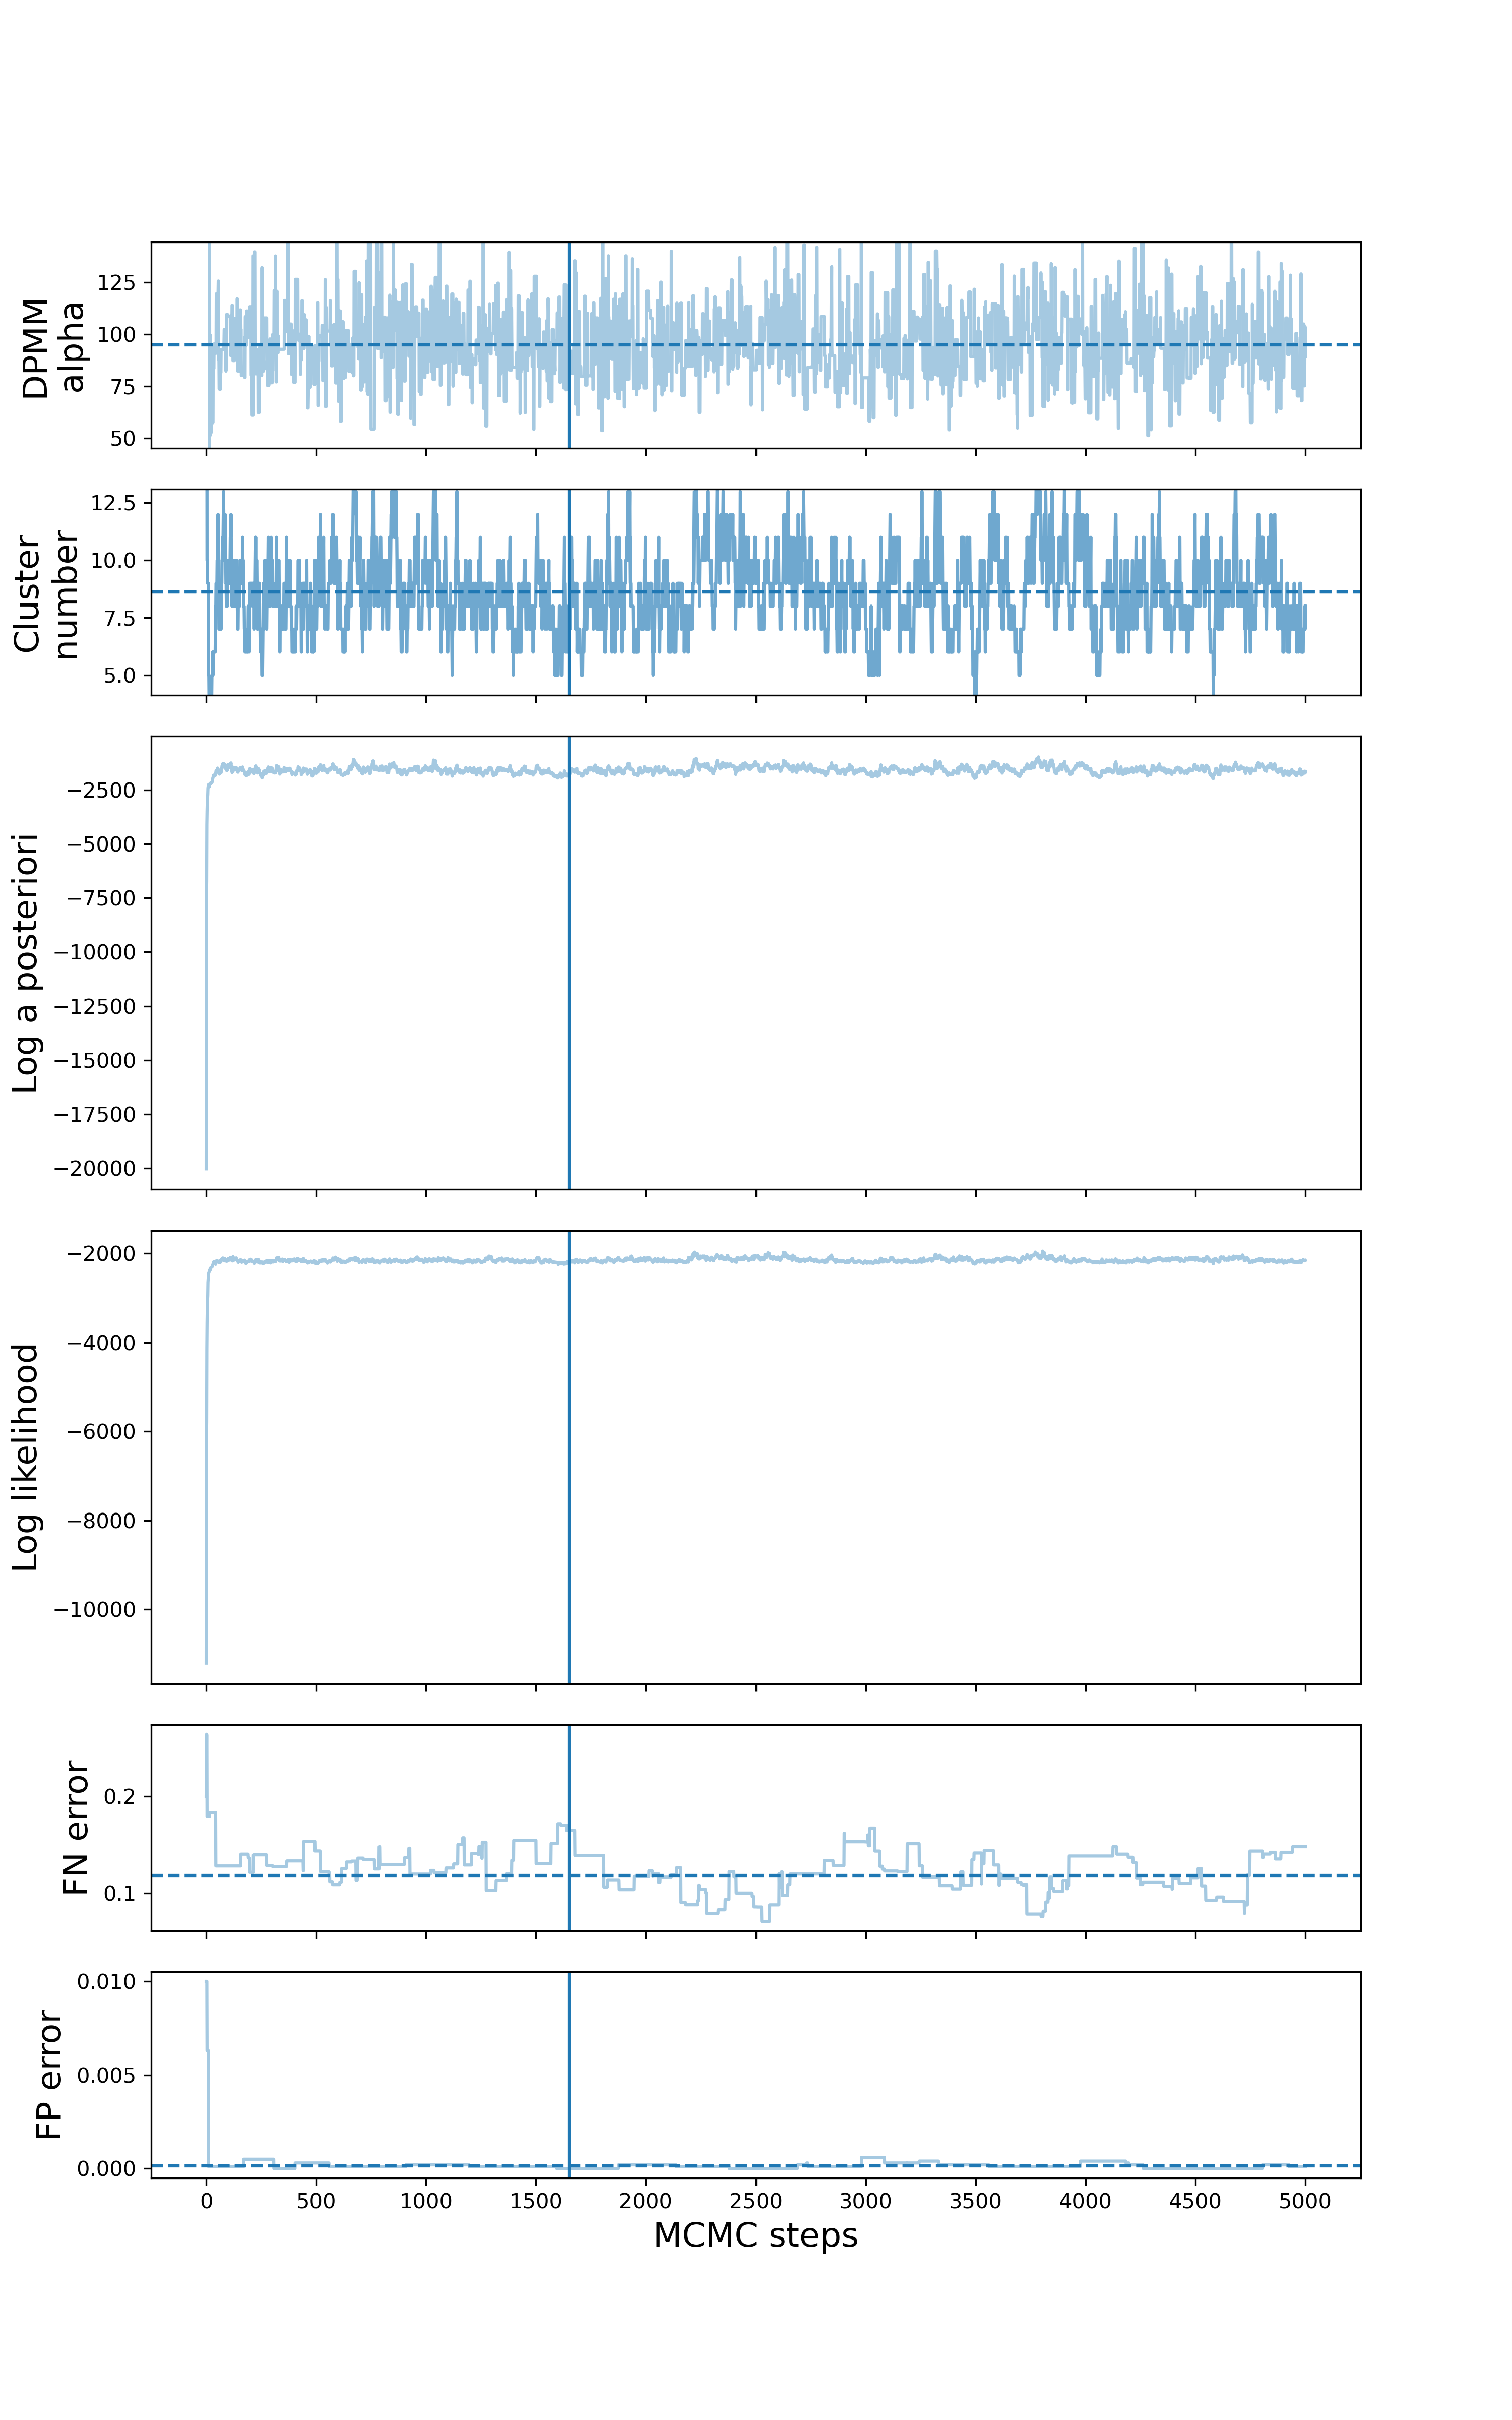 DPMM
alpha
125
100
75
50
Cluster
number
12.5
10.0
7.5
5.0
Log a posteriori
−2500
−5000
−7500
−10000
−12500
−15000
−17500
−20000
Log likelihood
−2000
−4000
−6000
−8000
−10000
FN error
0.2
0.1
FP error
0.010
0.005
0.000
0 500 1000 1500 2000 2500 3000 3500 4000 4500 5000
MCMC steps